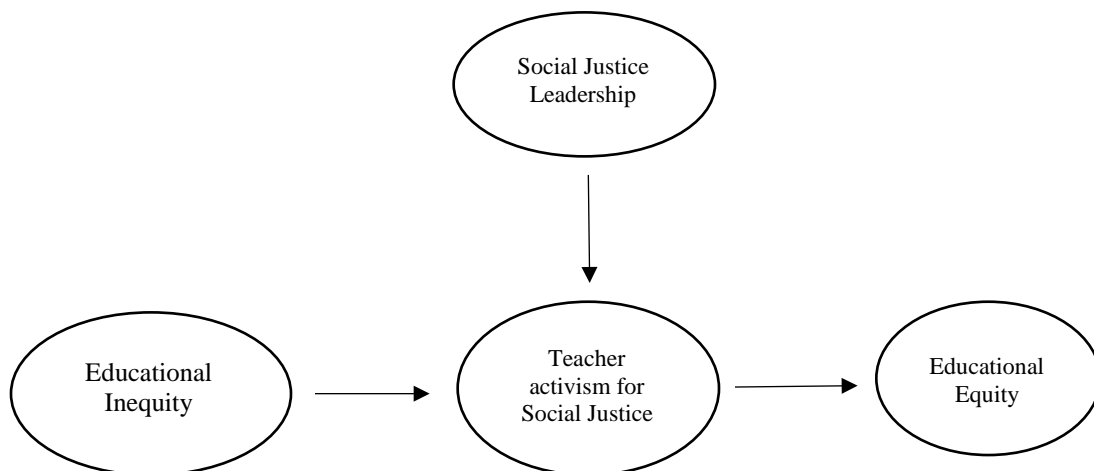 Social Justice
Leadership
Educational
Inequity
Teacher
activism for
Social Justice
Educational
Equity